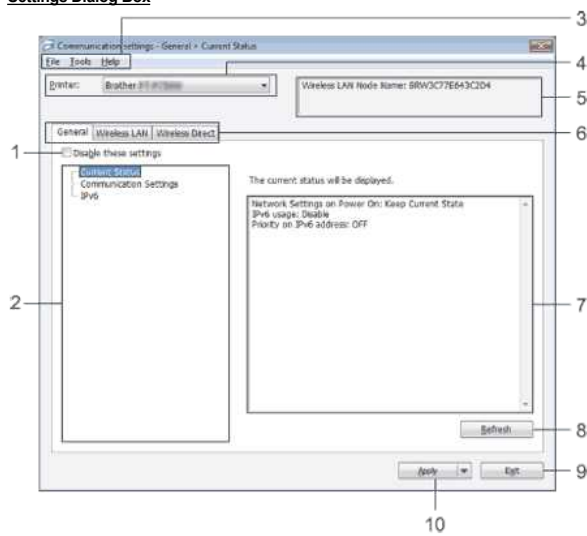 Settings Dialog Box
3
Communication settings - General > Current Status
4
File Tools Help
Printer: Brother
Wireless LAN Node Name: BRW3C77E643C2D4
5
General Wireless LAN Wireless Direct
6
1
Disable these settings
Current Status
Communication Settings
IPv6
The current status will be displayed.
Network Settings on Power On: Keep Current State
IPv6 usage: Disable
Priority on IPv6 address: OFF
2
7
Refresh
8
Apply
Exit
9
10